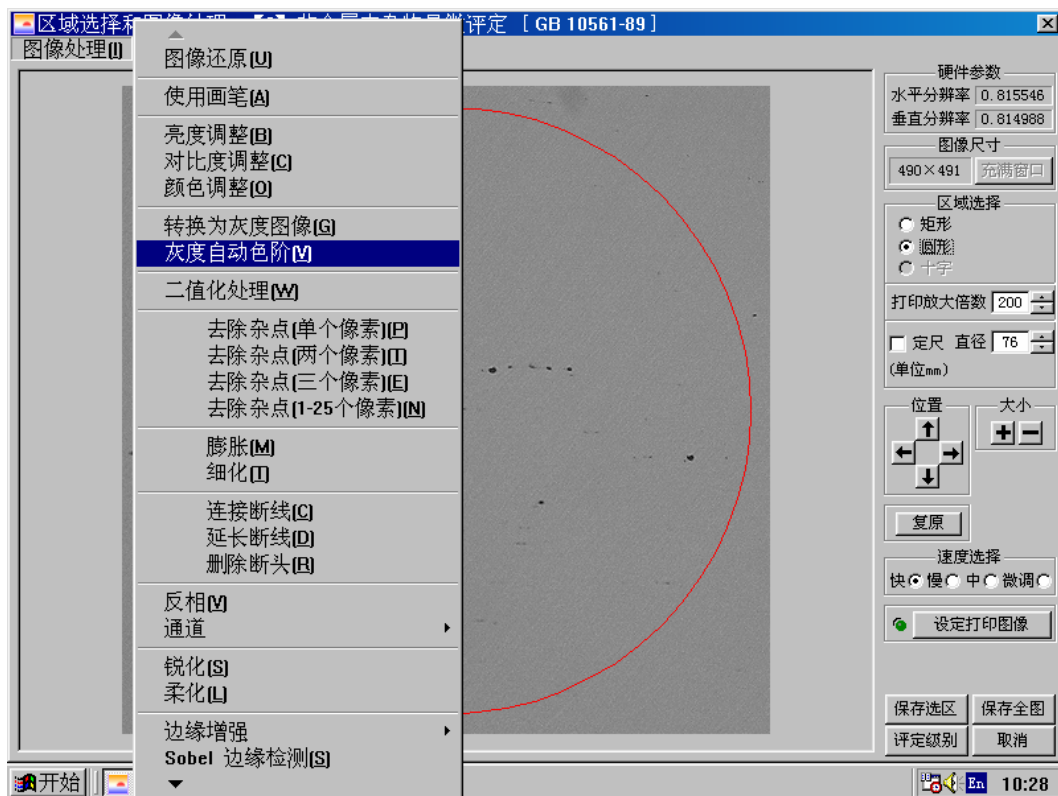 区域选择和图像处理
非金属夹杂物显微评定 [ GB 10561-89 ]
图像处理(I)
图像还原(U)
使用画笔(A)
亮度调整(B)
对比度调整(C)
颜色调整(O)
转换为灰度图像(G)
灰度自动色阶(V)
二值化处理(W)
去除杂点(单个像素)(P)
去除杂点(两个像素)(T)
去除杂点(三个像素)(E)
去除杂点(1-25个像素)(N)
膨胀(M)
细化(T)
连接断线(C)
延长断线(D)
删除断头(R)
反相(V)
通道
锐化(S)
柔化(L)
边缘增强
Sobel 边缘检测(S)
硬件参数
水平分辨率 0.815546
垂直分辨率 0.814988
图像尺寸
490×491 充满窗口
区域选择
矩形
圆形
十字
打印放大倍数 200
定尺 直径 76
(单位mm)
位置 大小
复原
速度选择
快 慢 中 微调
设定打印图像
保存选区 保存全图
评定级别 取消
开始
En 10:28